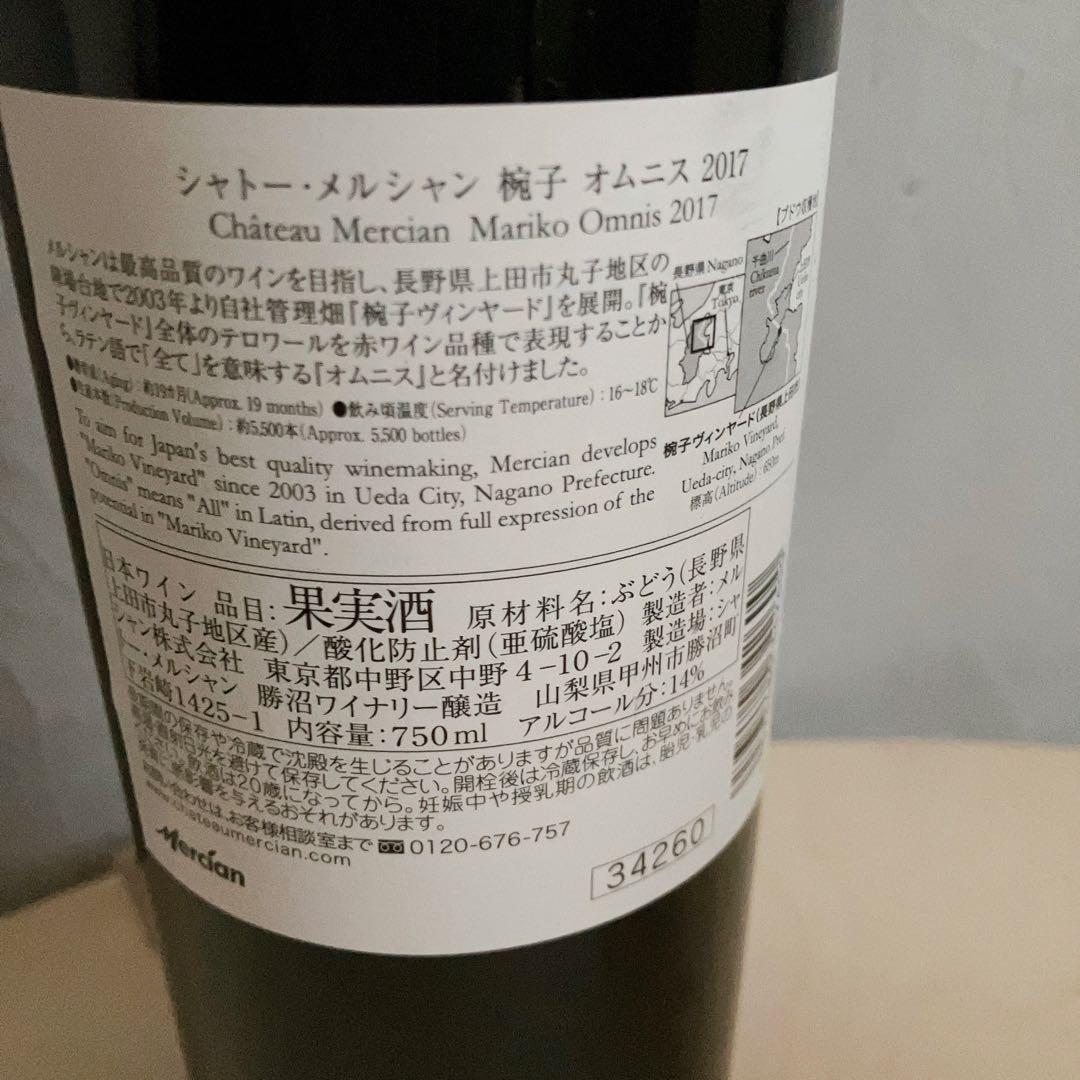 シャトー・メルシャン 椀子 オムニス 2017
Château Mercian Mariko Omnis 2017
メルシャンは最高品質のワインを目指し、長野県上田市丸子地区の
陣場台地で2003年より自社管理畑「椀子ヴィンヤード」を展開。「椀
子ヴィンヤード」全体のテロワールを赤ワイン品種で表現することか
ら、ラテン語で「全て」を意味する「オムニス」と名付けました。
●育成(Aging):約19カ月(Approx. 19 months) ●飲み頃温度(Serving Temperature):16~18℃
●生産本数(Production Volume):約5,500本(Approx. 5,500 bottles)
To aim for Japan's best quality winemaking, Mercian develops
"Mariko Vineyard" since 2003 in Ueda City, Nagano Prefecture.
"Omnis" means "All" in Latin, derived from full expression of the
potential in "Mariko Vineyard".
長野県 Nagano
東京
Tokyo
千曲川
Chikuma
river
椀子ヴィンヤード(長野県上田市
Mariko Vineyard,
Ueda-city, Nagano Pref
標高(Altitude):650m
日本ワイン 品目:果実酒 原材料名:ぶどう(長野県
上田市丸子地区産)/酸化防止剤(亜硫酸塩) 製造者:メル
シャン株式会社 東京都中野区中野4-10-2 製造場:シャ
トー・メルシャン 勝沼ワイナリー醸造 山梨県甲州市勝沼町
下岩崎1425-1 内容量:750ml アルコール分:14%
の保存や冷蔵で沈殿を生じることがありますが品質に問題ありません。
直射日光を避けて保存してください。開栓後は冷蔵保存し、お早めにお飲み
ください。飲酒は20歳になってから。妊娠中や授乳期の飲酒は、胎児・乳児の
発育に影響を与えるおそれがあります。
合わせは、お客様相談室まで 0120-676-757
www.chateaumercian.com
Mercian
34260